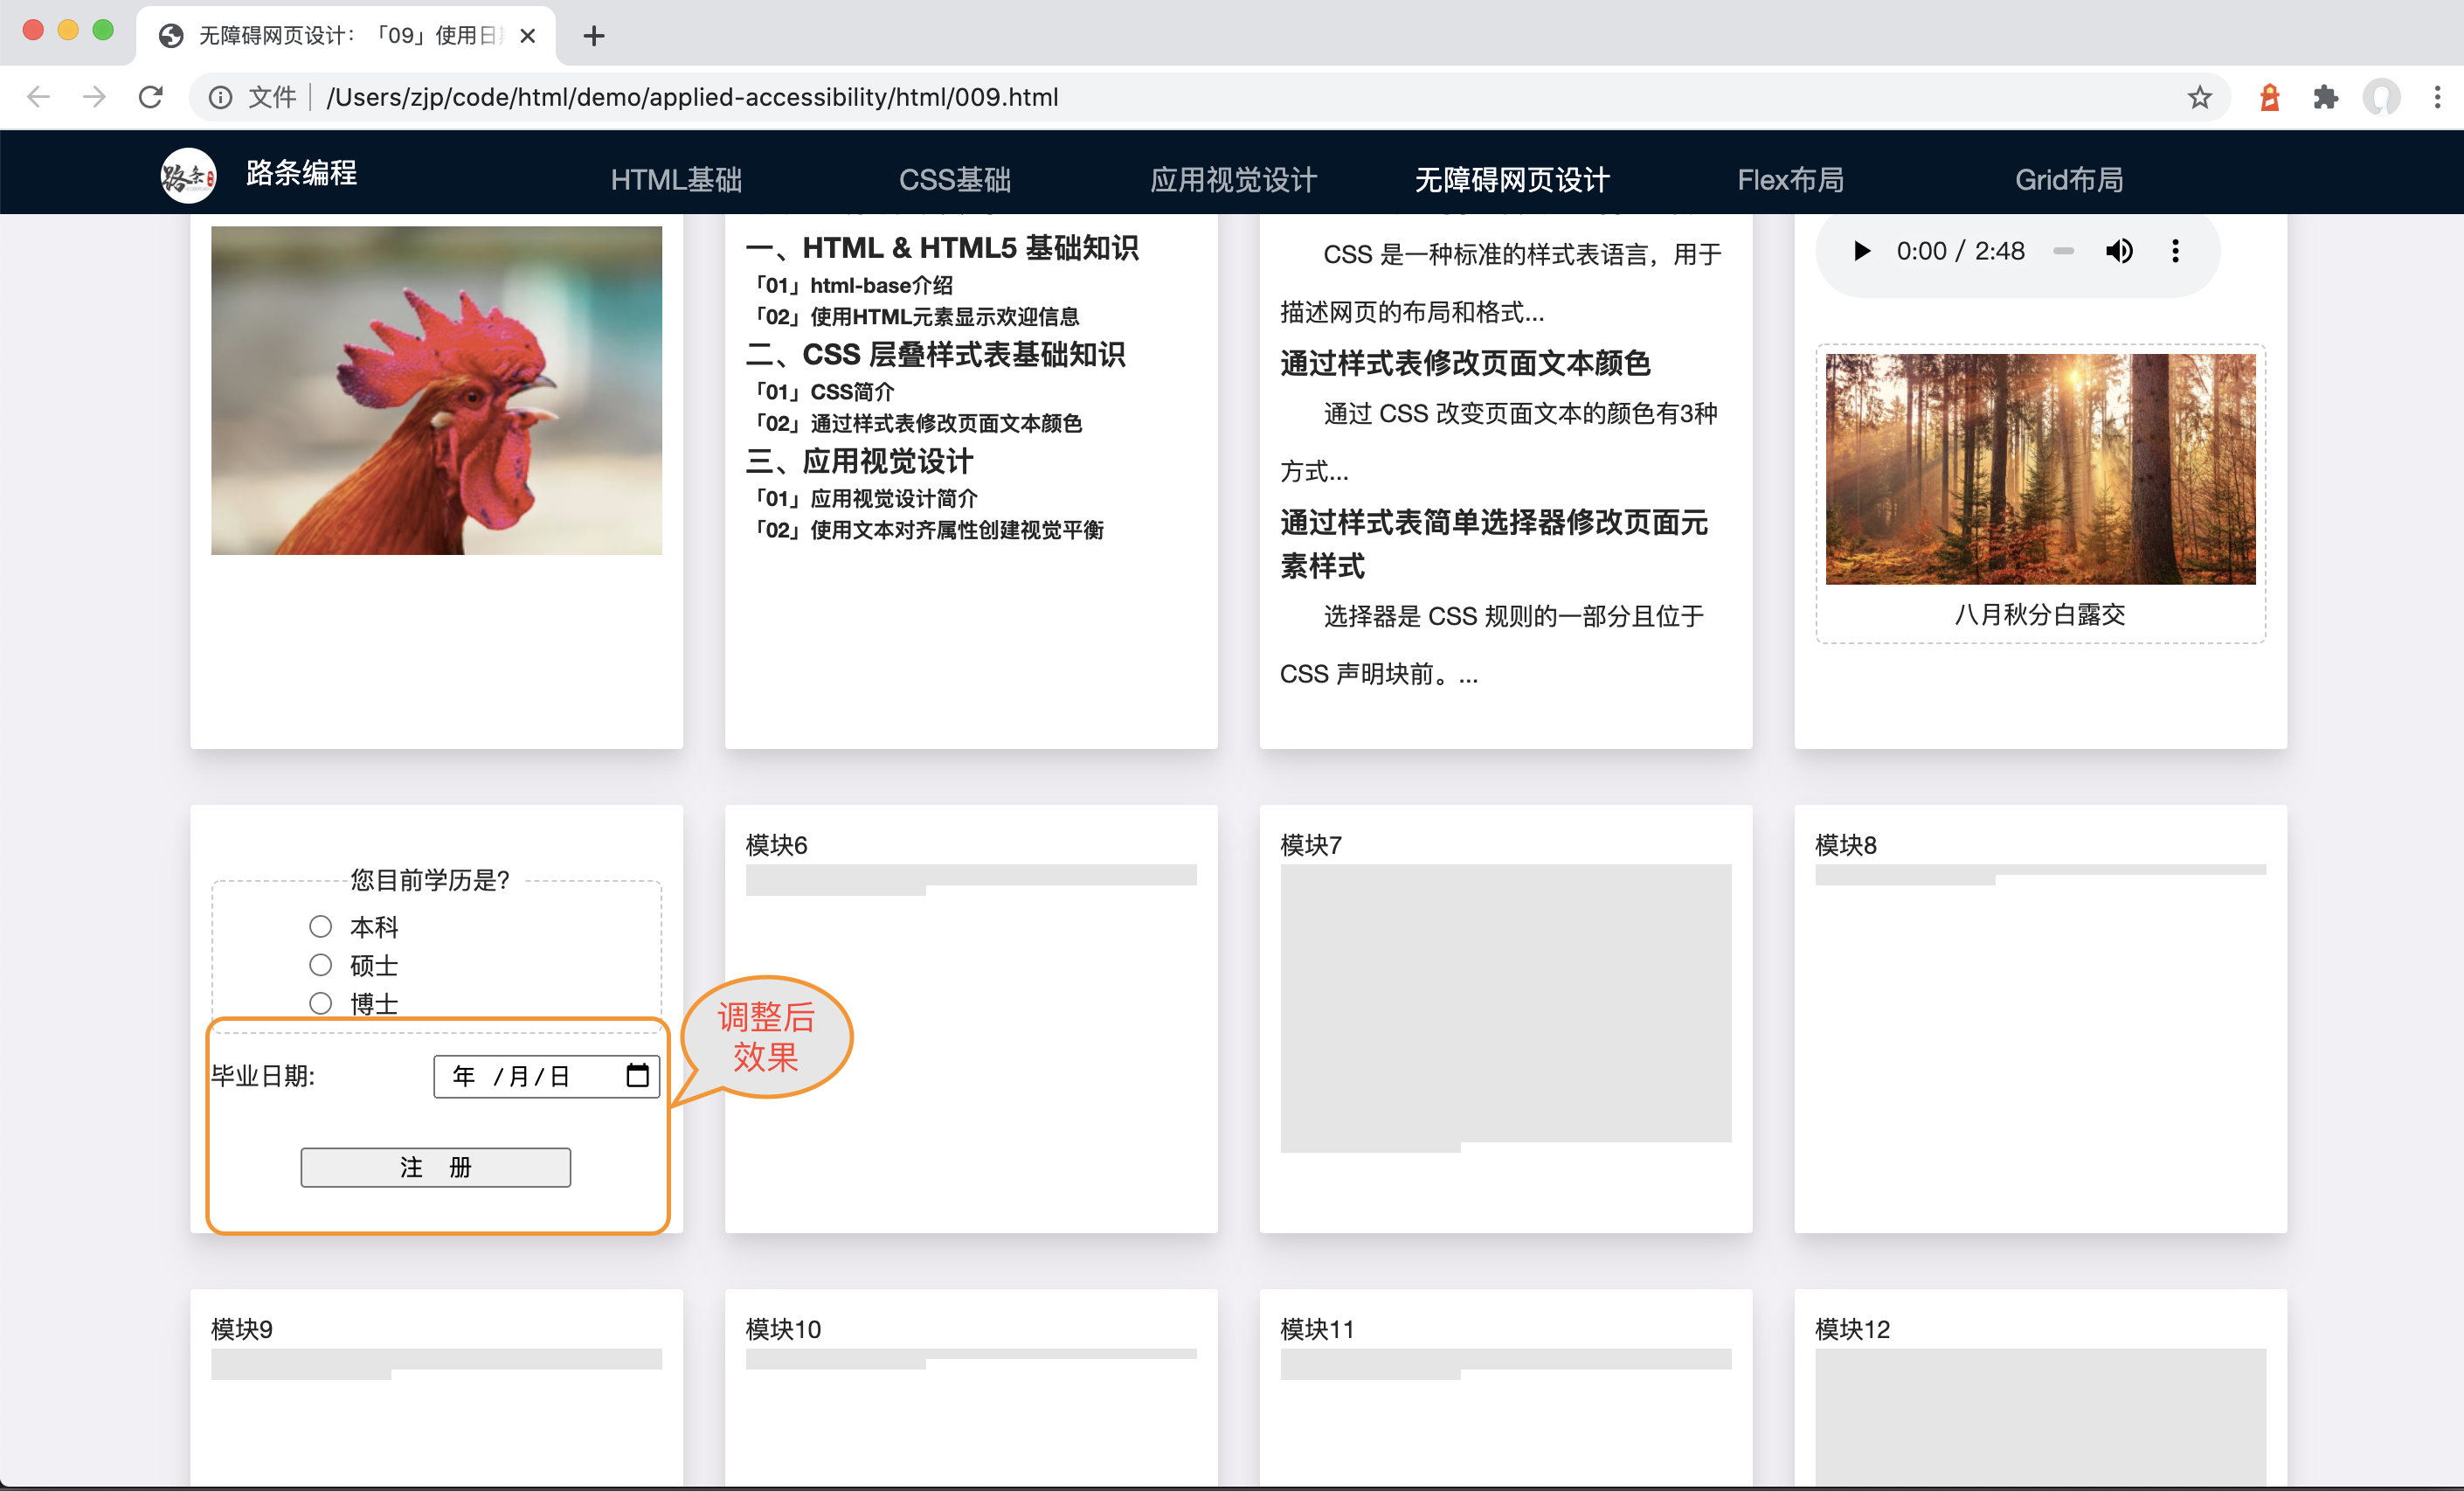 无障碍网页设计：「09」使用日
文件 | /Users/zjp/code/html/demo/applied-accessibility/html/009.html
路条编程
HTML基础
CSS基础
应用视觉设计
无障碍网页设计
Flex布局
Grid布局
一、HTML & HTML5 基础知识
「01」html-base介绍
「02」使用HTML元素显示欢迎信息
二、CSS 层叠样式表基础知识
「01」CSS简介
「02」通过样式表修改页面文本颜色
三、应用视觉设计
「01」应用视觉设计简介
「02」使用文本对齐属性创建视觉平衡
CSS 是一种标准的样式表语言，用于
描述网页的布局和格式...
通过样式表修改页面文本颜色
通过 CSS 改变页面文本的颜色有3种
方式...
通过样式表简单选择器修改页面元
素样式
选择器是 CSS 规则的一部分且位于
CSS 声明块前。...
0:00 / 2:48
八月秋分白露交
您目前学历是?
本科
硕士
博士
毕业日期:
年 /月/日
注 册
调整后
效果
模块6
模块7
模块8
模块9
模块10
模块11
模块12